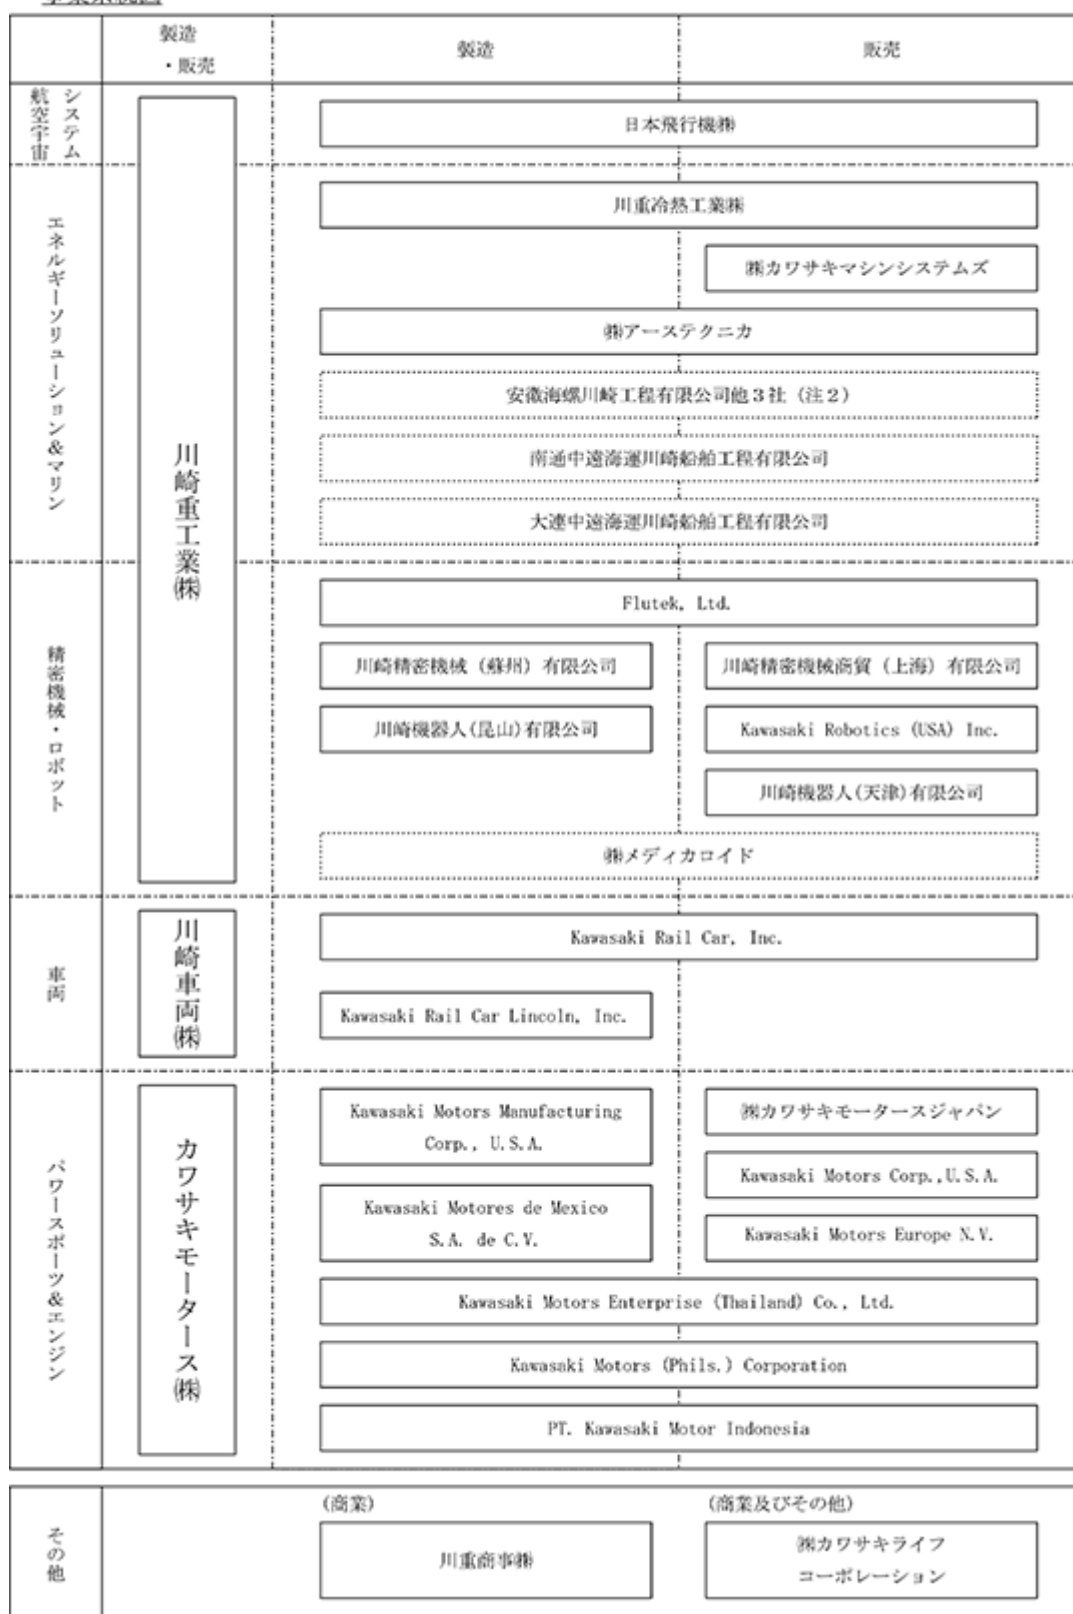 事業系統図
製造
・販売
製造
販売
航空宇宙
システム
川崎重工業㈱
日本飛行機㈱
エネルギーソリューション&マリン
川重冷熱工業㈱
㈱カワサキマシンシステムズ
㈱アーステクニカ
安徽海螺川崎工程有限公司他3社（注2）
南通中遠海運川崎船舶工程有限公司
大連中遠海運川崎船舶工程有限公司
精密機械・ロボット
Flutek, Ltd.
川崎精密機械（蘇州）有限公司
川崎精密機械商貿（上海）有限公司
川崎機器人(昆山)有限公司
Kawasaki Robotics (USA) Inc.
川崎機器人(天津)有限公司
㈱メディカロイド
車両
川崎車両㈱
Kawasaki Rail Car, Inc.
Kawasaki Rail Car Lincoln, Inc.
パワースポーツ&エンジン
カワサキモータース㈱
Kawasaki Motors Manufacturing
Corp., U.S.A.
㈱カワサキモータースジャパン
Kawasaki Motors Corp.,U.S.A.
Kawasaki Motores de Mexico
S.A. de C.V.
Kawasaki Motors Europe N.V.
Kawasaki Motors Enterprise (Thailand) Co., Ltd.
Kawasaki Motors (Phils.) Corporation
PT. Kawasaki Motor Indonesia
その他
(商業)
川重商事㈱
(商業及びその他)
㈱カワサキライフ
コーポレーション